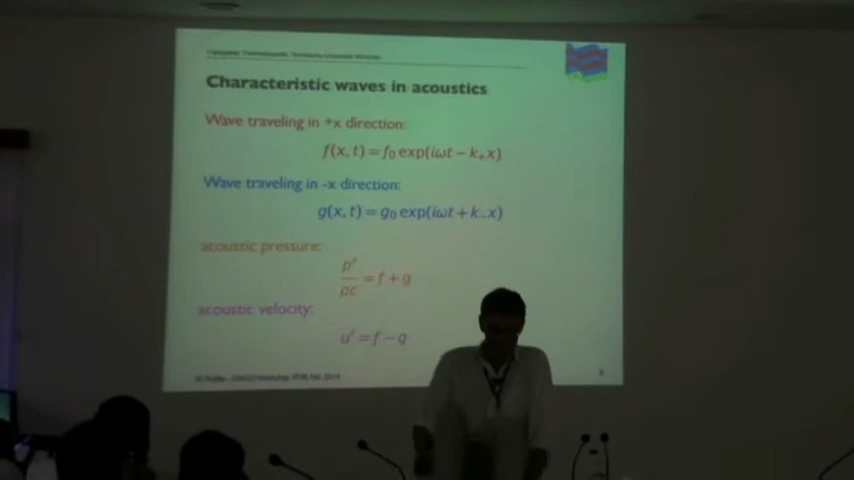 Characteristic waves in acoustics
Wave traveling in +x direction:
f(x, t) = f₀ exp(iωt − k₊x)
Wave traveling in -x direction:
g(x, t) = g₀ exp(iωt + k₋x)
acoustic pressure:
p′/ρc = f + g
acoustic velocity:
u′ = f − g